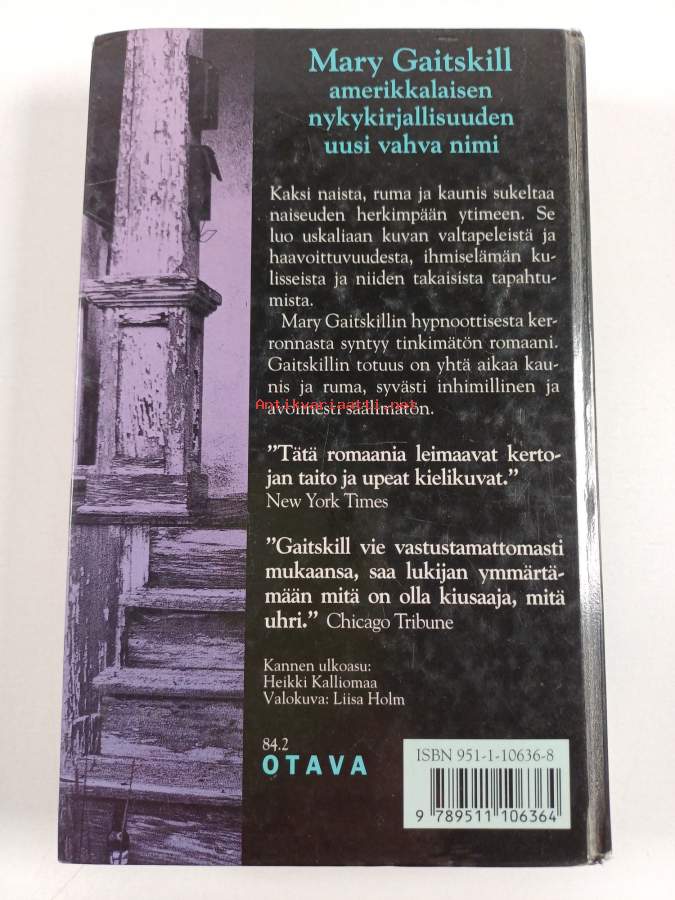 Mary Gaitskill
amerikkalaisen
nykykirjallisuuden
uusi vahva nimi
Kaksi naista, ruma ja kaunis sukeltaa
naiseuden herkimpään ytimeen. Se
luo uskaliaan kuvan valtapeleistä ja
haavoittuvuudesta, ihmiselämän ku-
lisseista ja niiden takaisista tapahtu-
mista.
Mary Gaitskillin hypnoottisesta ker-
ronnasta syntyy tinkimätön romaani.
Gaitskillin totuus on yhtä aikaa kau-
nis ja ruma, syvästi inhimillinen ja
Antikvariaatti.net
avoimesti säälimätön.
”Tätä romaania leimaavat kerto-
jan taito ja upeat kielikuvat.”
New York Times
”Gaitskill vie vastustamattomasti
mukaansa, saa lukijan ymmärtä-
mään mitä on olla kiusaaja, mitä
uhri.” Chicago Tribune
Kannen ulkoasu:
Heikki Kalliomaa
Valokuva: Liisa Holm
84.2
OTAVA
ISBN 951-1-10636-8
9 789511 106364